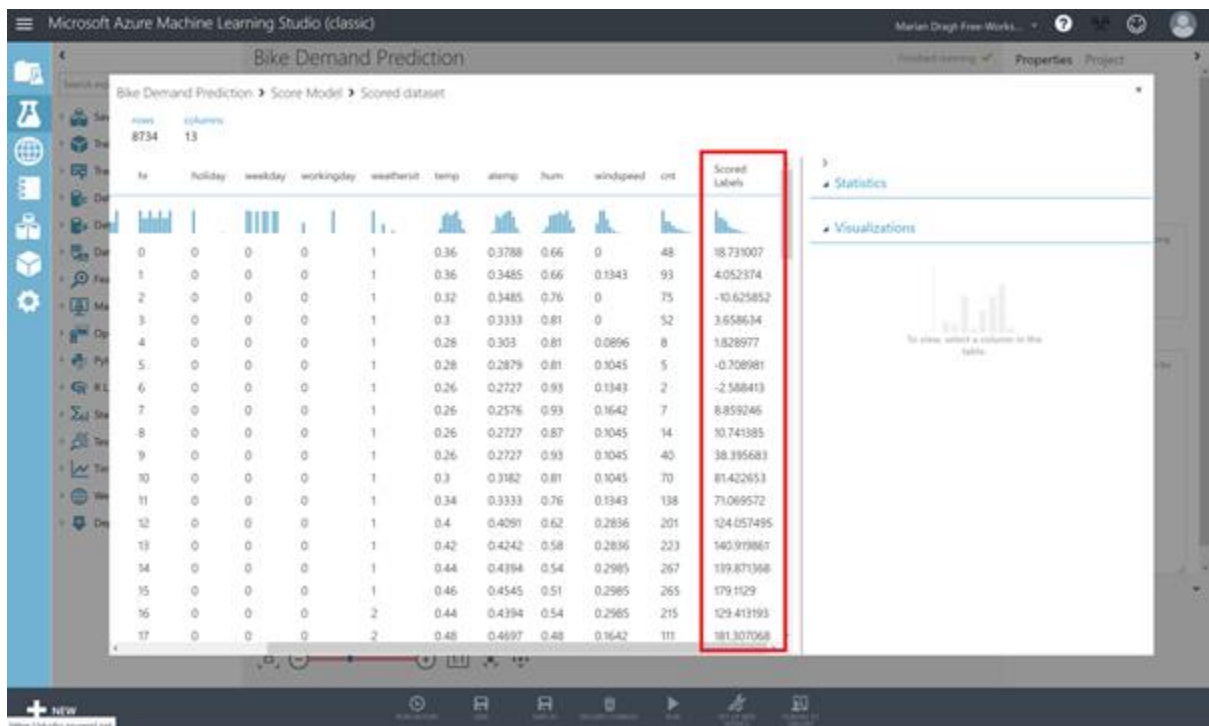 Microsoft Azure Machine Learning Studio (classic)
Marian Dragt-Free-Works...
?
Bike Demand Prediction
Finished running
Properties Project
Bike Demand Prediction Score Model Scored dataset
rows columns
8734 13
hr holiday weekday workingday weathersit temp atemp hum windspeed cnt Scored Labels
0 0 0 0 1 0.36 0.3788 0.66 0 48 18.731007
1 0 0 0 1 0.36 0.3485 0.66 0.1343 93 4.052374
2 0 0 0 1 0.32 0.3485 0.76 0 75 -10.625852
3 0 0 0 1 0.3 0.3333 0.81 0 52 3.658634
4 0 0 0 1 0.28 0.303 0.81 0.0896 8 1.828977
5 0 0 0 1 0.28 0.2879 0.81 0.1045 5 -0.708981
6 0 0 0 1 0.26 0.2727 0.93 0.1343 2 -2.588413
7 0 0 0 1 0.26 0.2576 0.93 0.1642 7 8.859246
8 0 0 0 1 0.26 0.2727 0.87 0.1045 14 10.741385
9 0 0 0 1 0.26 0.2727 0.93 0.1045 40 38.395683
10 0 0 0 1 0.3 0.3182 0.81 0.1045 70 81.422653
11 0 0 0 1 0.34 0.3333 0.76 0.1343 138 71.069572
12 0 0 0 1 0.4 0.4091 0.62 0.2836 201 124.057495
13 0 0 0 1 0.42 0.4242 0.58 0.2836 223 140.919861
14 0 0 0 1 0.44 0.4394 0.54 0.2985 267 139.871368
15 0 0 0 1 0.46 0.4545 0.51 0.2985 265 179.1129
16 0 0 0 2 0.44 0.4394 0.54 0.2985 215 129.413193
17 0 0 0 2 0.48 0.4697 0.48 0.1642 111 181.307068
Statistics
Visualizations
To view, select a column in the
table.
NEW